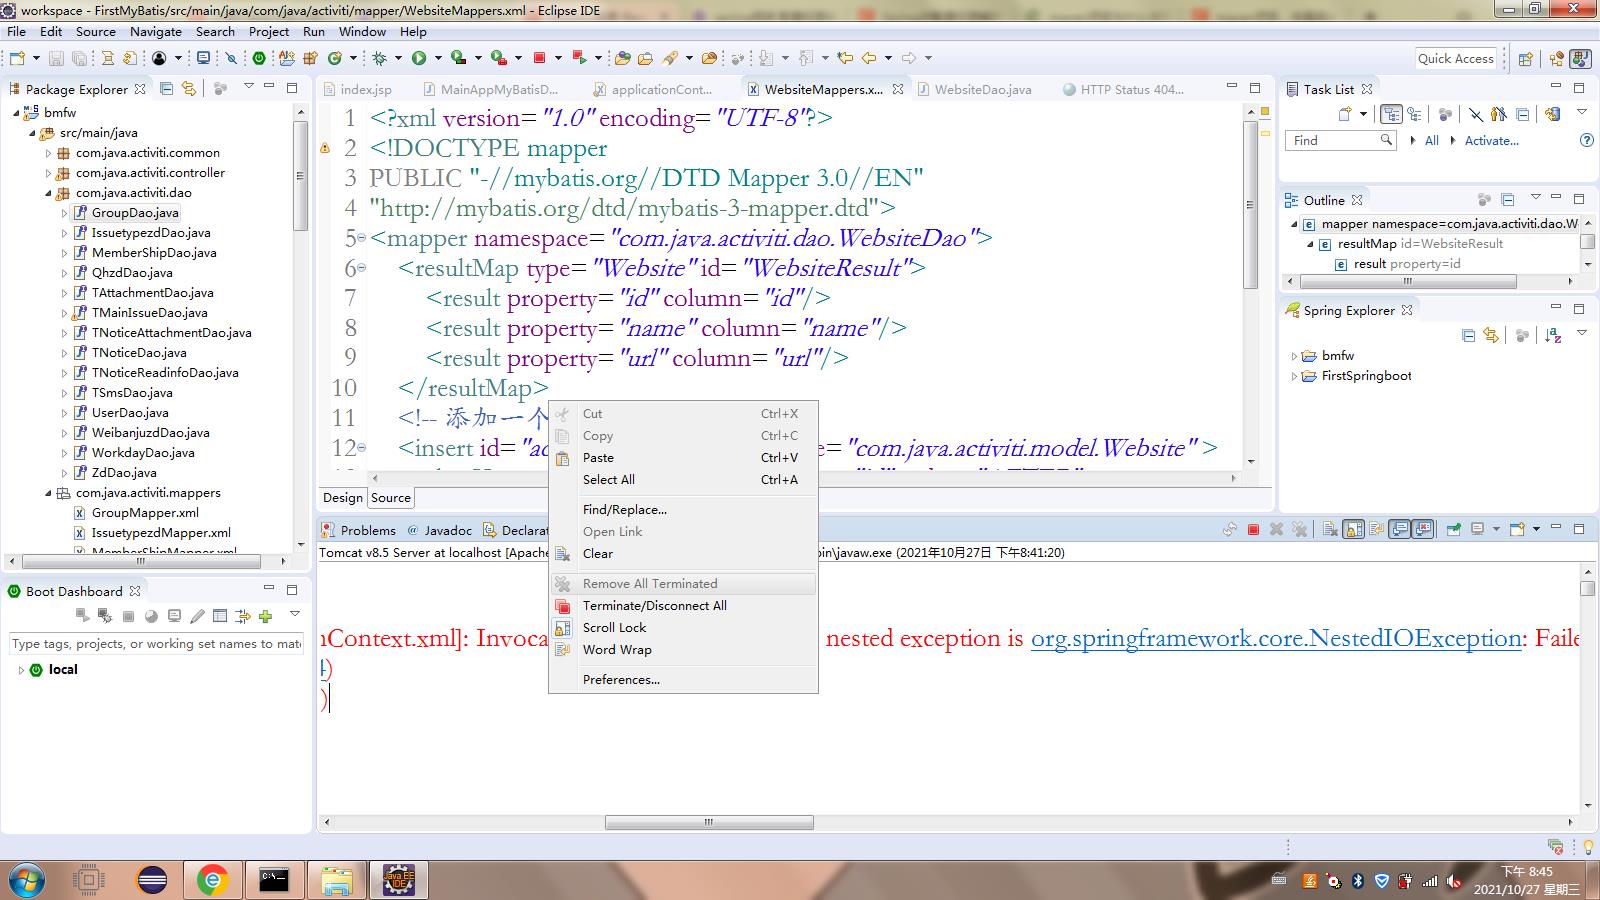 workspace - FirstMyBatis/src/main/java/com/java/activiti/mapper/WebsiteMappers.xml - Eclipse IDE
File Edit Source Navigate Search Project Run Window Help
Quick Access
Package Explorer
bmfw
src/main/java
com.java.activiti.common
com.java.activiti.controller
com.java.activiti.dao
GroupDao.java
IssuetypezdDao.java
MemberShipDao.java
QhzdDao.java
TAttachmentDao.java
TMainIssueDao.java
TNoticeAttachmentDao.java
TNoticeDao.java
TNoticeReadinfoDao.java
TSmsDao.java
UserDao.java
WeibanjuzdDao.java
WorkdayDao.java
ZdDao.java
com.java.activiti.mappers
GroupMapper.xml
IssuetypezdMapper.xml
MemberShipMapper.xml
Boot Dashboard
Type tags, projects, or working set names to mat
local
index.jsp MainAppMyBatisD... applicationCont... WebsiteMappers.x... WebsiteDao.java HTTP Status 404...
1 <?xml version="1.0" encoding="UTF-8"?>
2 <!DOCTYPE mapper
3 PUBLIC "-//mybatis.org//DTD Mapper 3.0//EN"
4 "http://mybatis.org/dtd/mybatis-3-mapper.dtd">
5 <mapper namespace="com.java.activiti.dao.WebsiteDao">
6 <resultMap type="Website" id="WebsiteResult">
7 <result property="id" column="id"/>
8 <result property="name" column="name"/>
9 <result property="url" column="url"/>
10 </resultMap>
11 <!-- 添加一个
12 <insert id="ad e="com.java.activiti.model.Website" >
Design Source
Cut Ctrl+X
Copy Ctrl+C
Paste Ctrl+V
Select All Ctrl+A
Find/Replace...
Open Link
Clear
Remove All Terminated
Terminate/Disconnect All
Scroll Lock
Word Wrap
Preferences...
Problems @ Javadoc Declarat
Tomcat v8.5 Server at localhost [Apache bin\javaw.exe (2021年10月27日 下午8:41:20)
nContext.xml]: Invoca nested exception is org.springframework.core.NestedIOException: Faile
4)
)
Task List
Find All Activate...
Outline
mapper namespace=com.java.activiti.dao.W
resultMap id=WebsiteResult
result property=id
Spring Explorer
bmfw
FirstSpringboot
Java EE
IDE
下午 8:45
2021/10/27 星期三